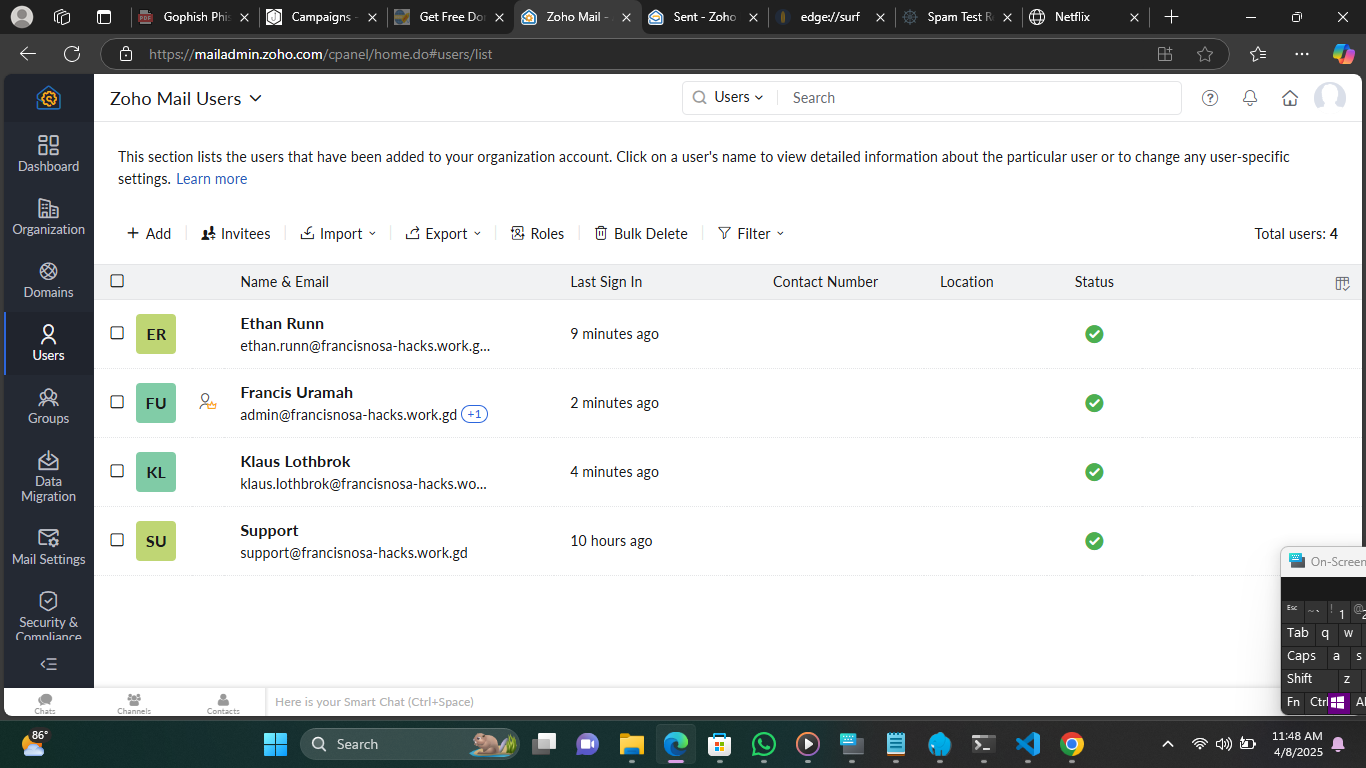 Gophish Phis
Campaigns -
Get Free Do
Zoho Mail -
Sent - Zoho
edge://surf
Spam Test R
Netflix
https://mailadmin.zoho.com/cpanel/home.do#users/list
Zoho Mail Users
Users
Search
Dashboard
Organization
Domains
Users
Groups
Data
Migration
Mail Settings
Security &
Compliance
This section lists the users that have been added to your organization account. Click on a user's name to view detailed information about the particular user or to change any user-specific
settings. Learn more
+ Add
Invitees
Import
Export
Roles
Bulk Delete
Filter
Total users: 4
Name & Email
Last Sign In
Contact Number
Location
Status
ER
Ethan Runn
ethan.runn@francisnosa-hacks.work.g...
9 minutes ago
FU
Francis Uramah
admin@francisnosa-hacks.work.gd +1
2 minutes ago
KL
Klaus Lothbrok
klaus.lothbrok@francisnosa-hacks.wo...
4 minutes ago
SU
Support
support@francisnosa-hacks.work.gd
10 hours ago
On-Screen
Esc ~ ` ! 1 @ 2
Tab q w
Caps a s
Shift z
Fn Ctrl Al
Chats
Channels
Contacts
Here is your Smart Chat (Ctrl+Space)
86°
Search
11:48 AM
4/8/2025